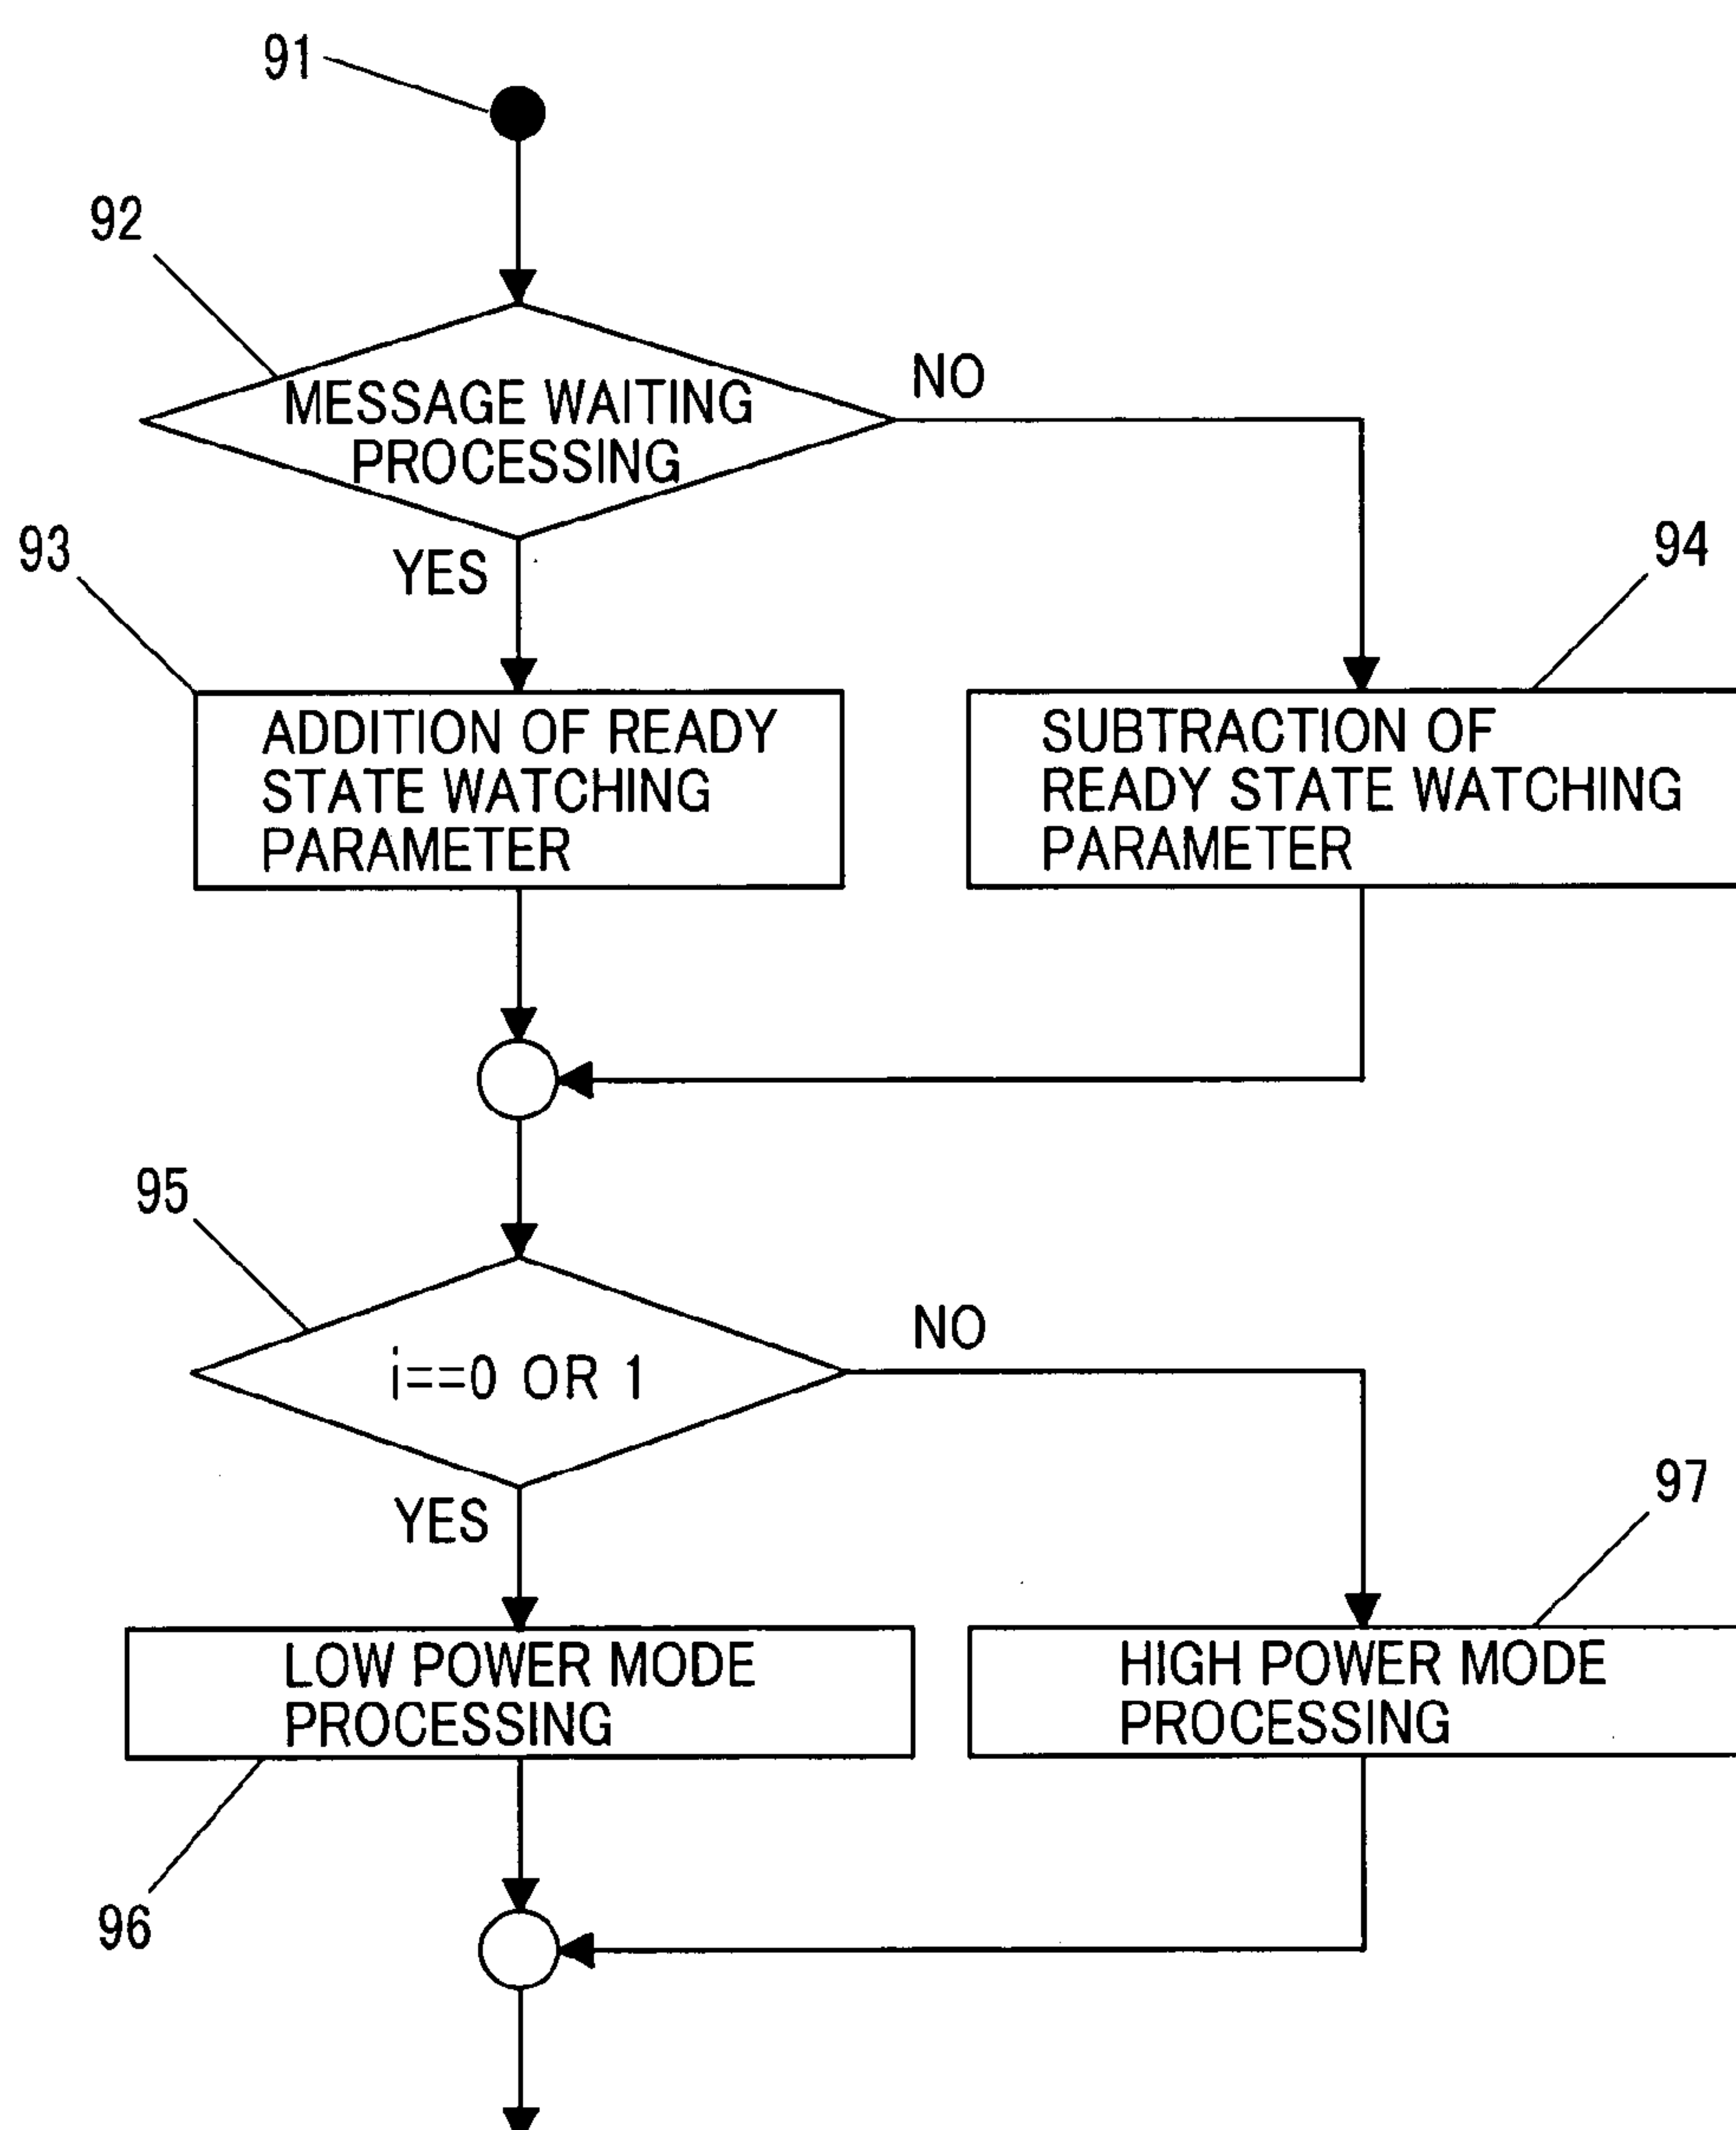 91
92
MESSAGE WAITING
PROCESSING
NO
YES
93
94
ADDITION OF READY
STATE WATCHING
PARAMETER
SUBTRACTION OF
READY STATE WATCHING
PARAMETER
95
i==0 OR 1
NO
YES
97
LOW POWER MODE
PROCESSING
HIGH POWER MODE
PROCESSING
96